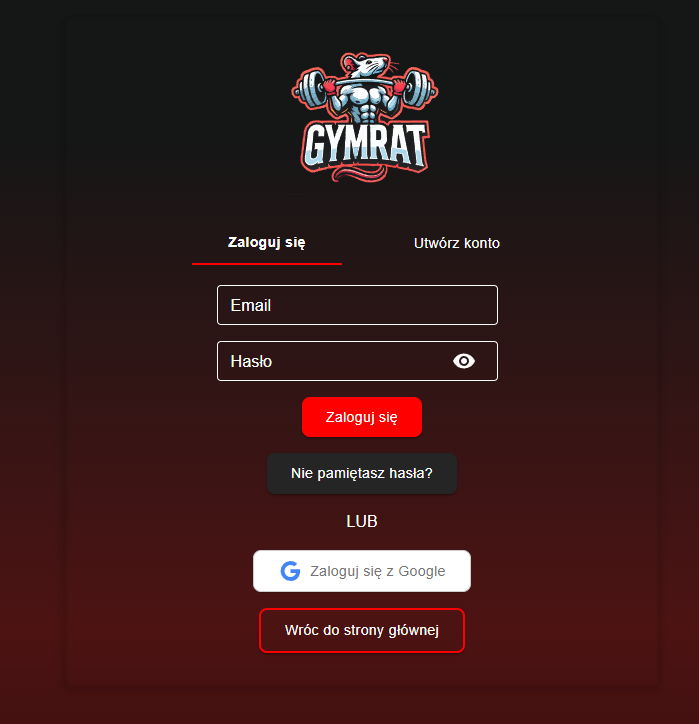 GYMRAT
Zaloguj się
Utwórz konto
Email
Hasło
Zaloguj się
Nie pamiętasz hasła?
LUB
Zaloguj się z Google
Wróc do strony głównej